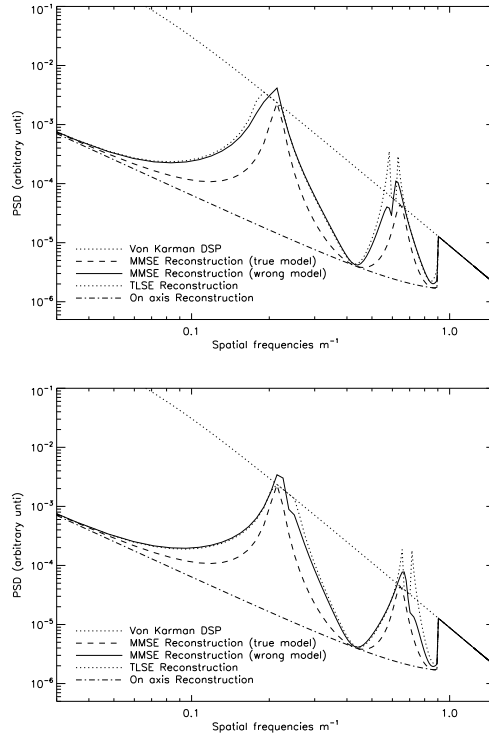 10⁻¹
10⁻²
10⁻³
10⁻⁴
10⁻⁵
10⁻⁶
PSD (arbitrary unti)
Von Karman DSP
MMSE Reconstruction (true model)
MMSE Reconstruction (wrong model)
TLSE Reconstruction
On axis Reconstruction
0.1
1.0
Spatial frequencies m⁻¹
10⁻¹
10⁻²
10⁻³
10⁻⁴
10⁻⁵
10⁻⁶
PSD (arbitrary unti)
Von Karman DSP
MMSE Reconstruction (true model)
MMSE Reconstruction (wrong model)
TLSE Reconstruction
On axis Reconstruction
0.1
1.0
Spatial frequencies m⁻¹